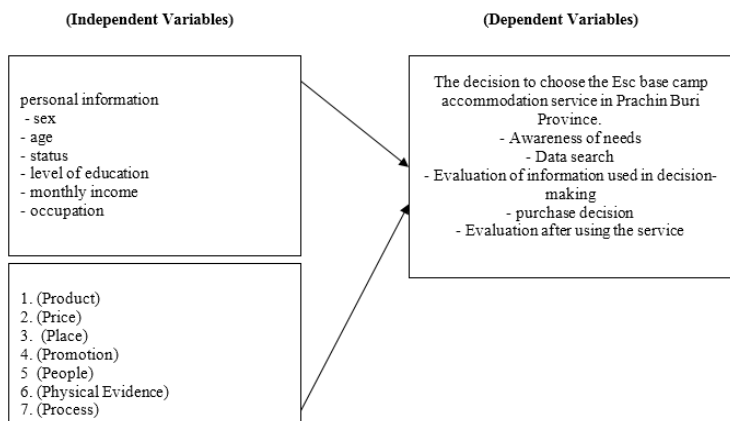 (Independent Variables)
(Dependent Variables)
personal information
- sex
- age
- status
- level of education
- monthly income
- occupation
1. (Product)
2. (Price)
3. (Place)
4. (Promotion)
5 (People)
6. (Physical Evidence)
7. (Process)
The decision to choose the Esc base camp
accommodation service in Prachin Buri
Province.
- Awareness of needs
- Data search
- Evaluation of information used in decision-
making
- purchase decision
- Evaluation after using the service